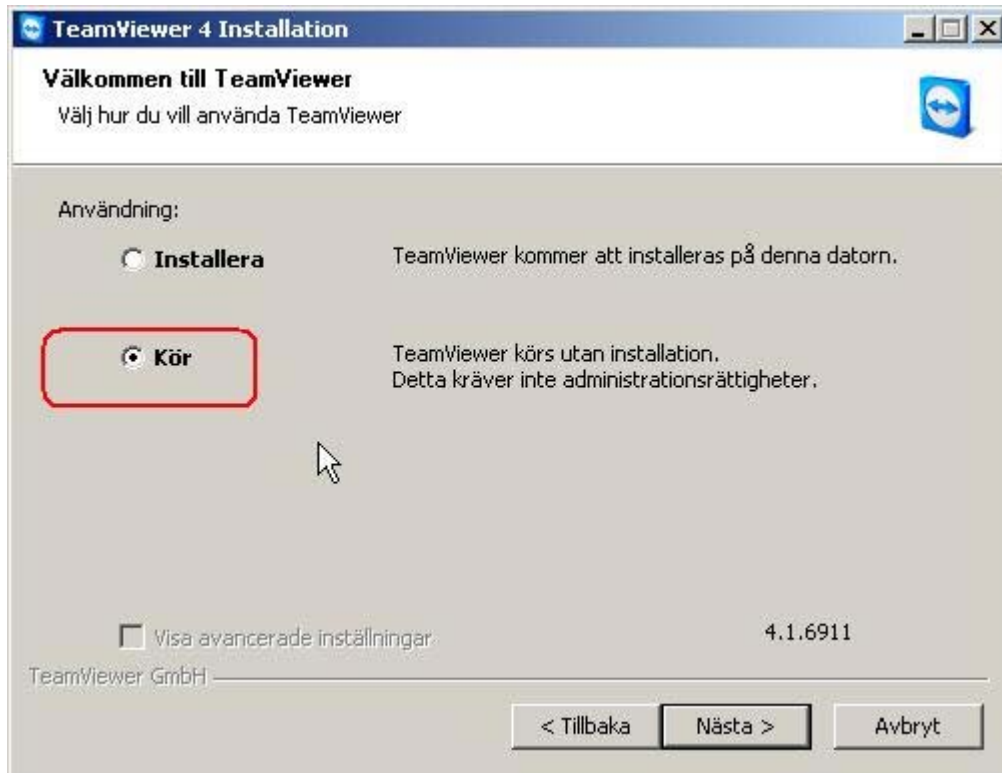 TeamViewer 4 Installation
Välkommen till TeamViewer
Välj hur du vill använda TeamViewer
Användning:
Installera
TeamViewer kommer att installeras på denna datorn.
Kör
TeamViewer körs utan installation.
Detta kräver inte administrationsrättigheter.
Visa avancerade inställningar
4.1.6911
TeamViewer GmbH
< Tillbaka
Nästa >
Avbryt